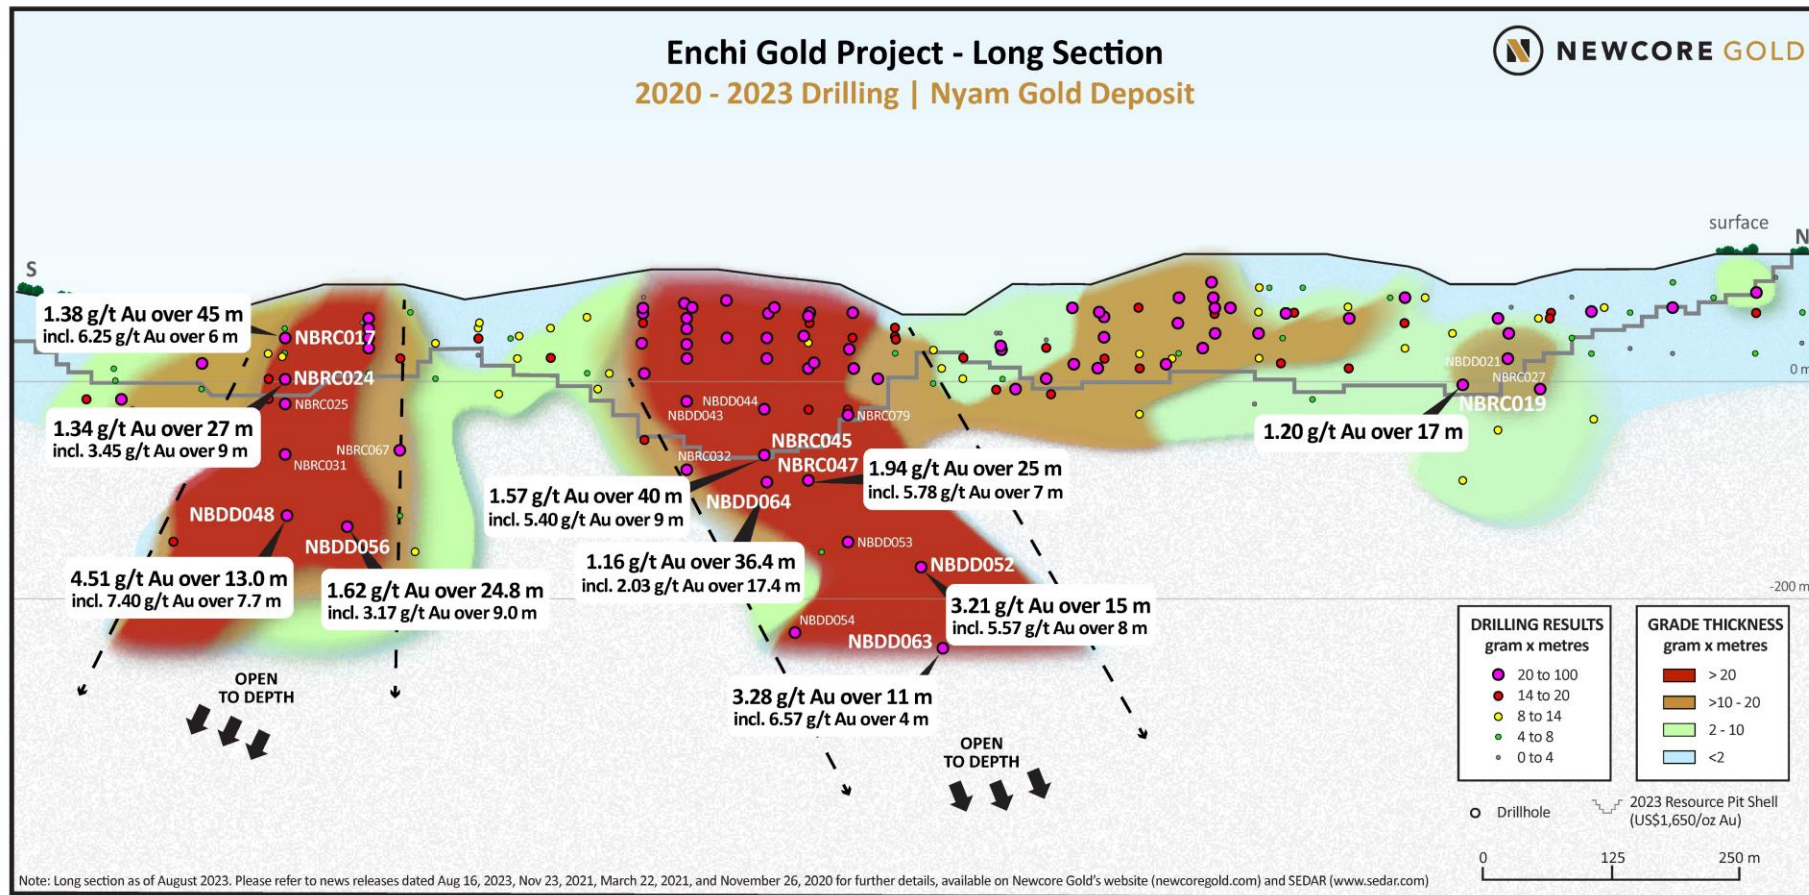 Enchi Gold Project - Long Section
2020 - 2023 Drilling | Nyam Gold Deposit
NEWCORE GOLD
surface
S
N
1.38 g/t Au over 45 m
incl. 6.25 g/t Au over 6 m
NBRC017
NBRC024
NBRC025
1.34 g/t Au over 27 m
incl. 3.45 g/t Au over 9 m
NBRC031
NBRC067
NBDD048
NBDD056
4.51 g/t Au over 13.0 m
incl. 7.40 g/t Au over 7.7 m
1.62 g/t Au over 24.8 m
incl. 3.17 g/t Au over 9.0 m
OPEN
TO DEPTH
NBDD043
NBDD044
NBRC079
NBRC032
NBRC045
NBRC047
NBDD064
1.57 g/t Au over 40 m
incl. 5.40 g/t Au over 9 m
1.94 g/t Au over 25 m
incl. 5.78 g/t Au over 7 m
1.16 g/t Au over 36.4 m
incl. 2.03 g/t Au over 17.4 m
NBDD053
NBDD052
3.21 g/t Au over 15 m
incl. 5.57 g/t Au over 8 m
NBDD054
NBDD063
3.28 g/t Au over 11 m
incl. 6.57 g/t Au over 4 m
OPEN
TO DEPTH
NBDD021
NBRC027
NBRC019
1.20 g/t Au over 17 m
0 m
-200 m
DRILLING RESULTS
gram x metres
20 to 100
14 to 20
8 to 14
4 to 8
0 to 4
GRADE THICKNESS
gram x metres
> 20
>10 - 20
2 - 10
<2
Drillhole
2023 Resource Pit Shell
(US$1,650/oz Au)
0 125 250 m
Note: Long section as of August 2023. Please refer to news releases dated Aug 16, 2023, Nov 23, 2021, March 22, 2021, and November 26, 2020 for further details, available on Newcore Gold's website (newcoregold.com) and SEDAR (www.sedar.com)